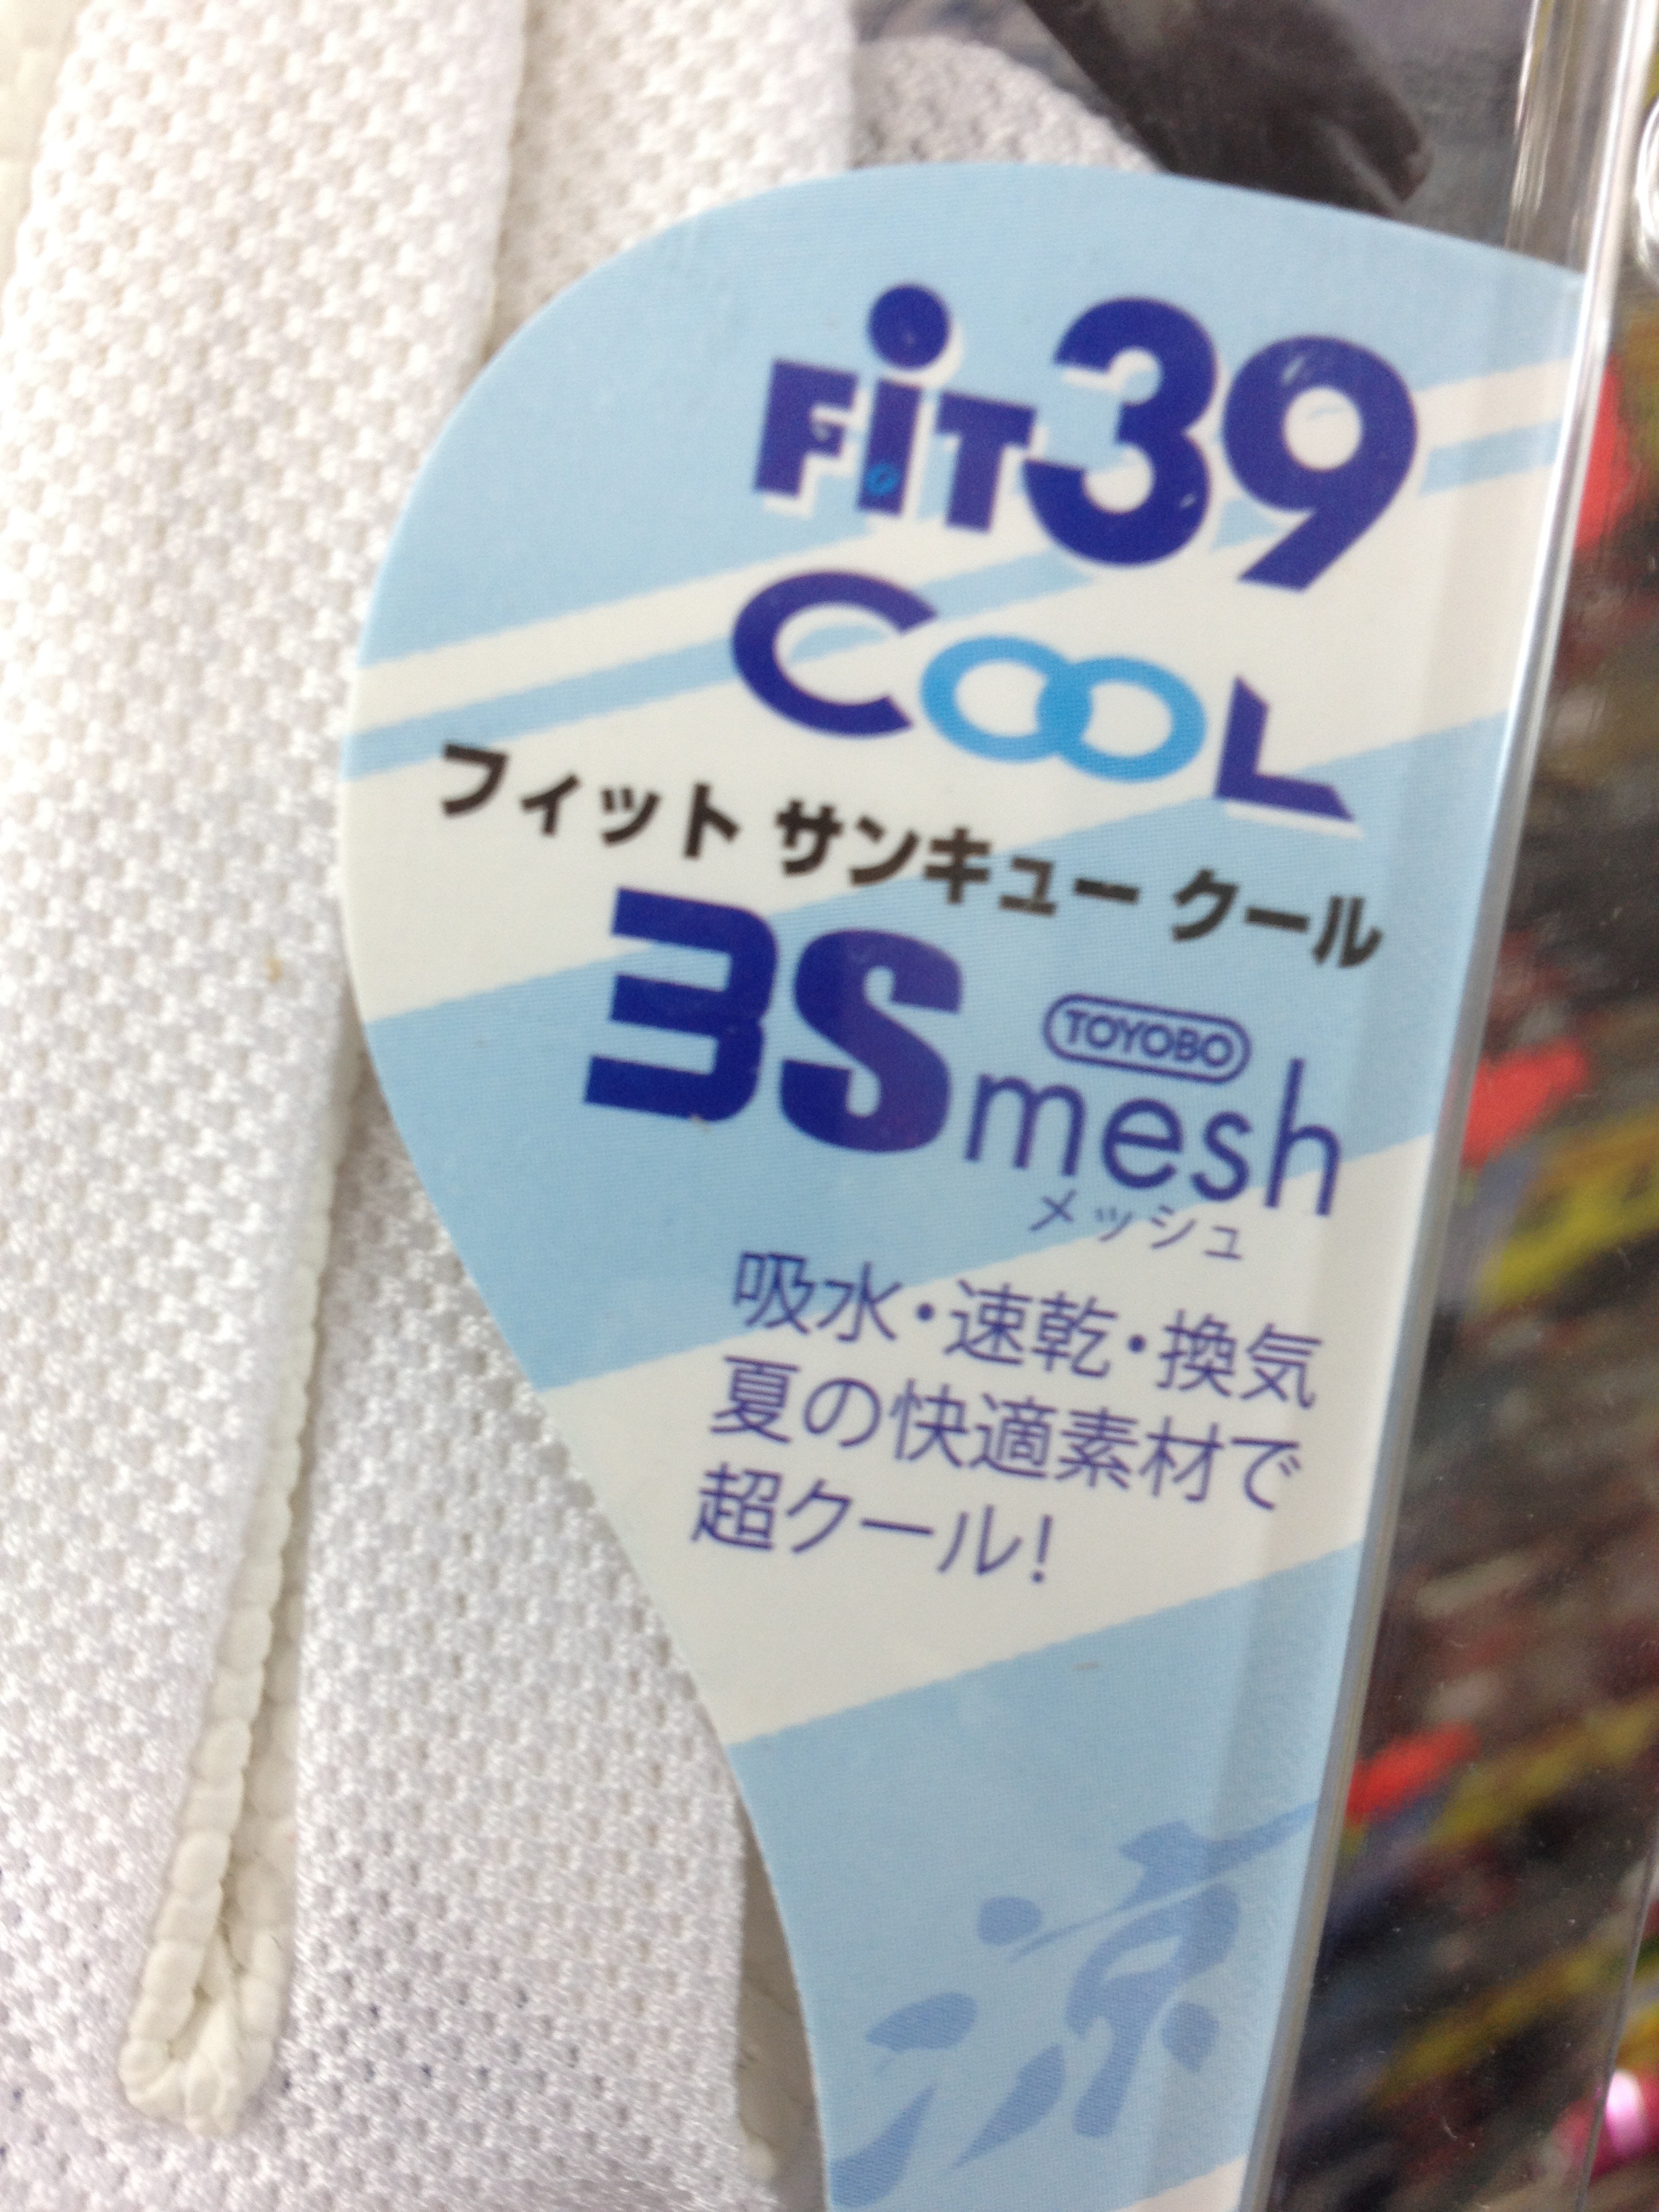 FiT39
COOL
フィット サンキュー クール
3S mesh
TOYOBO
メッシュ
吸水・速乾・換気
夏の快適素材で
超クール!
涼